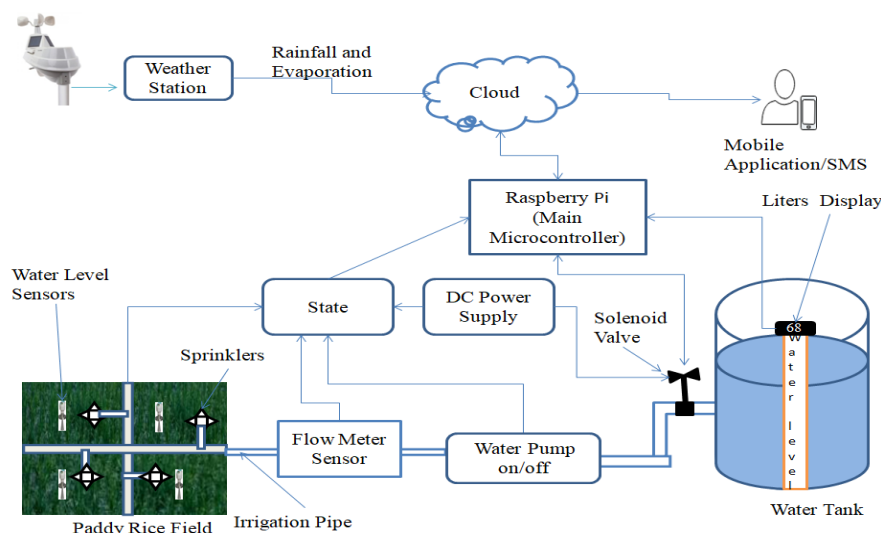 Rainfall and
Evaporation
Weather
Station
Cloud
Mobile
Application/SMS
Raspberry Pi
(Main
Microcontroller)
Liters Display
Water Level
Sensors
State
DC Power
Supply
Solenoid
Valve
68
Water level
Sprinklers
Flow Meter
Sensor
Water Pump
on/off
Irrigation Pipe
Paddy Rice Field
Water Tank